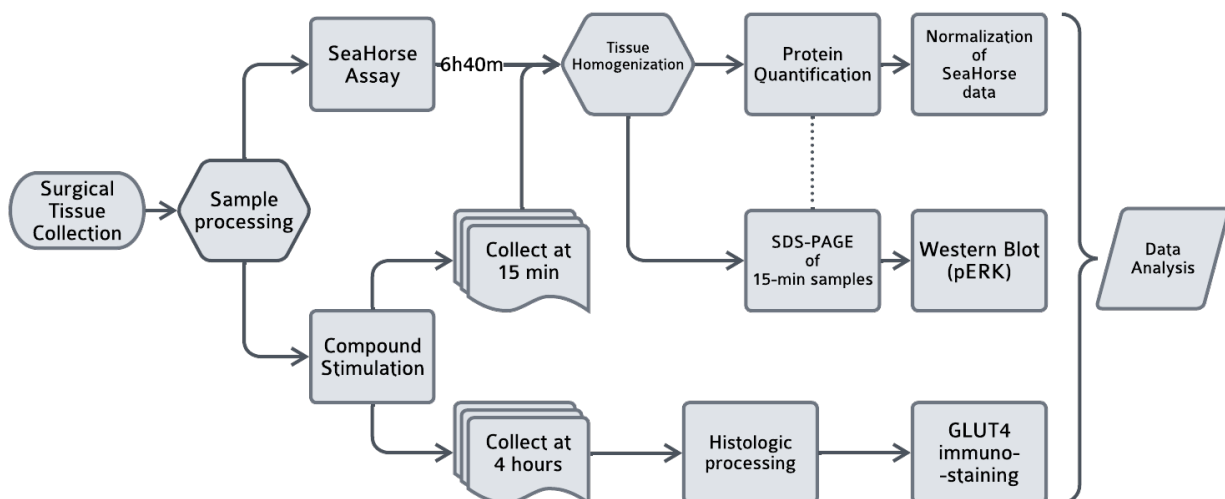 SeaHorse
Assay
6h40m
Tissue
Homogenization
Protein
Quantification
Normalization
of
SeaHorse
data
Surgical
Tissue
Collection
Sample
processing
Collect at
15 min
SDS-PAGE
of
15-min samples
Western Blot
(pERK)
Data
Analysis
Compound
Stimulation
Collect at
4 hours
Histologic
processing
GLUT4
immuno-
-staining